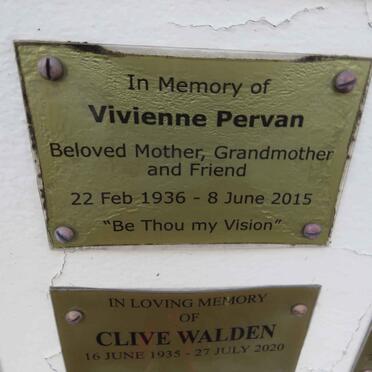 In Memory of
Vivienne Pervan
Beloved Mother, Grandmother
and Friend
22 Feb 1936 - 8 June 2015
"Be Thou my Vision"
IN LOVING MEMORY
OF
CLIVE WALDEN
16 JUNE 1935 - 27 JULY 2020